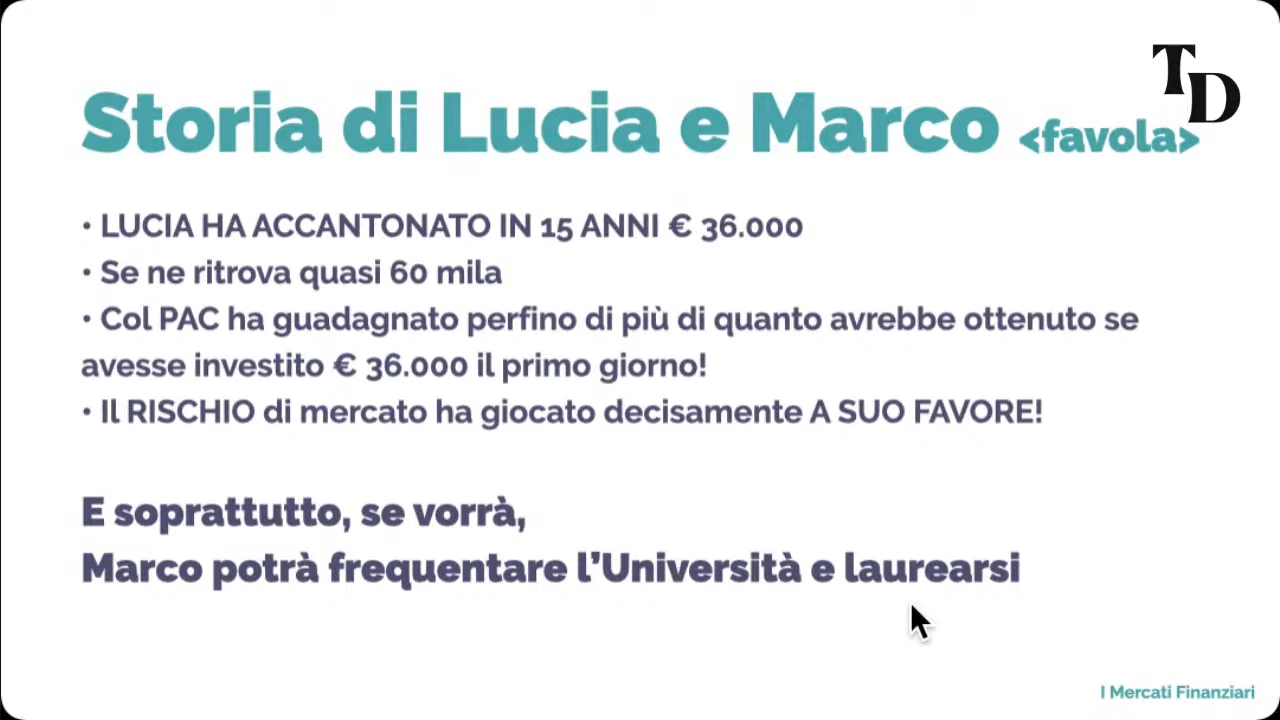 TD
Storia di Lucia e Marco <favola>
• LUCIA HA ACCANTONATO IN 15 ANNI € 36.000
• Se ne ritrova quasi 60 mila
• Col PAC ha guadagnato perfino di più di quanto avrebbe ottenuto se
avesse investito € 36.000 il primo giorno!
• Il RISCHIO di mercato ha giocato decisamente A SUO FAVORE!
E soprattutto, se vorrà,
Marco potrà frequentare l’Università e laurearsi
I Mercati Finanziari